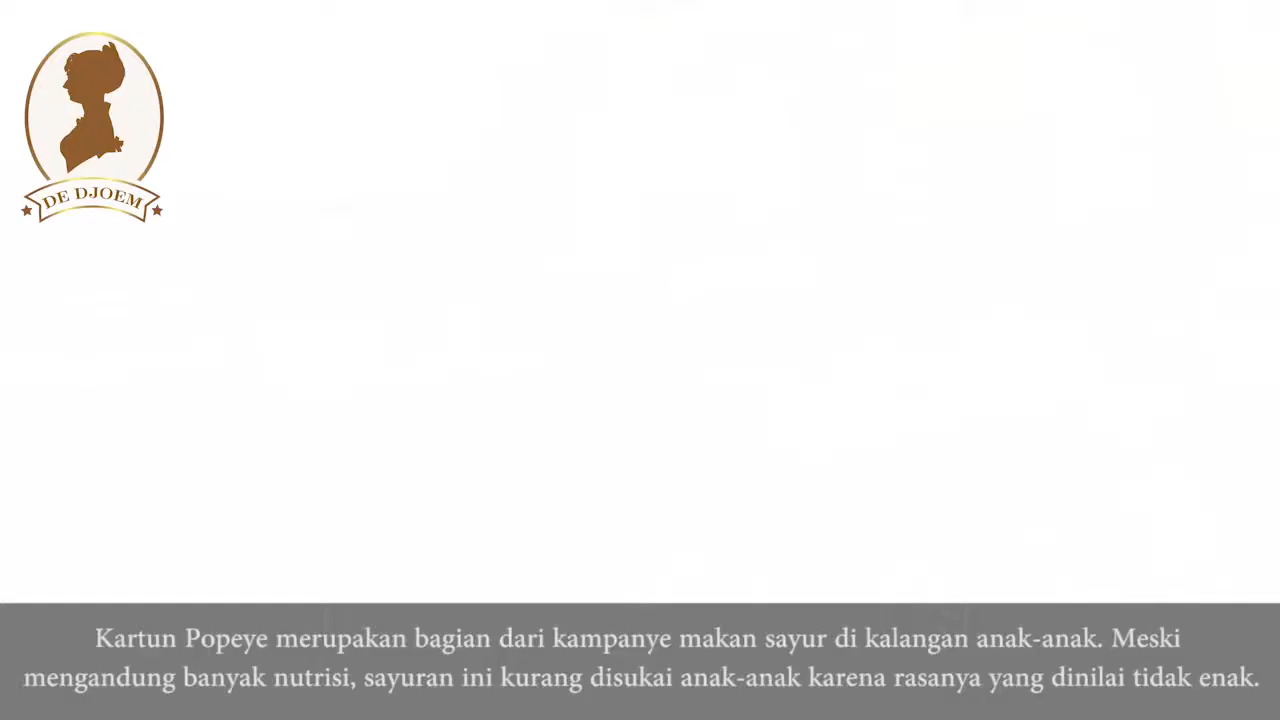 DE DJOEM
Kartun Popeye merupakan bagian dari kampanye makan sayur di kalangan anak-anak. Meski
mengandung banyak nutrisi, sayuran ini kurang disukai anak-anak karena rasanya yang dinilai tidak enak.